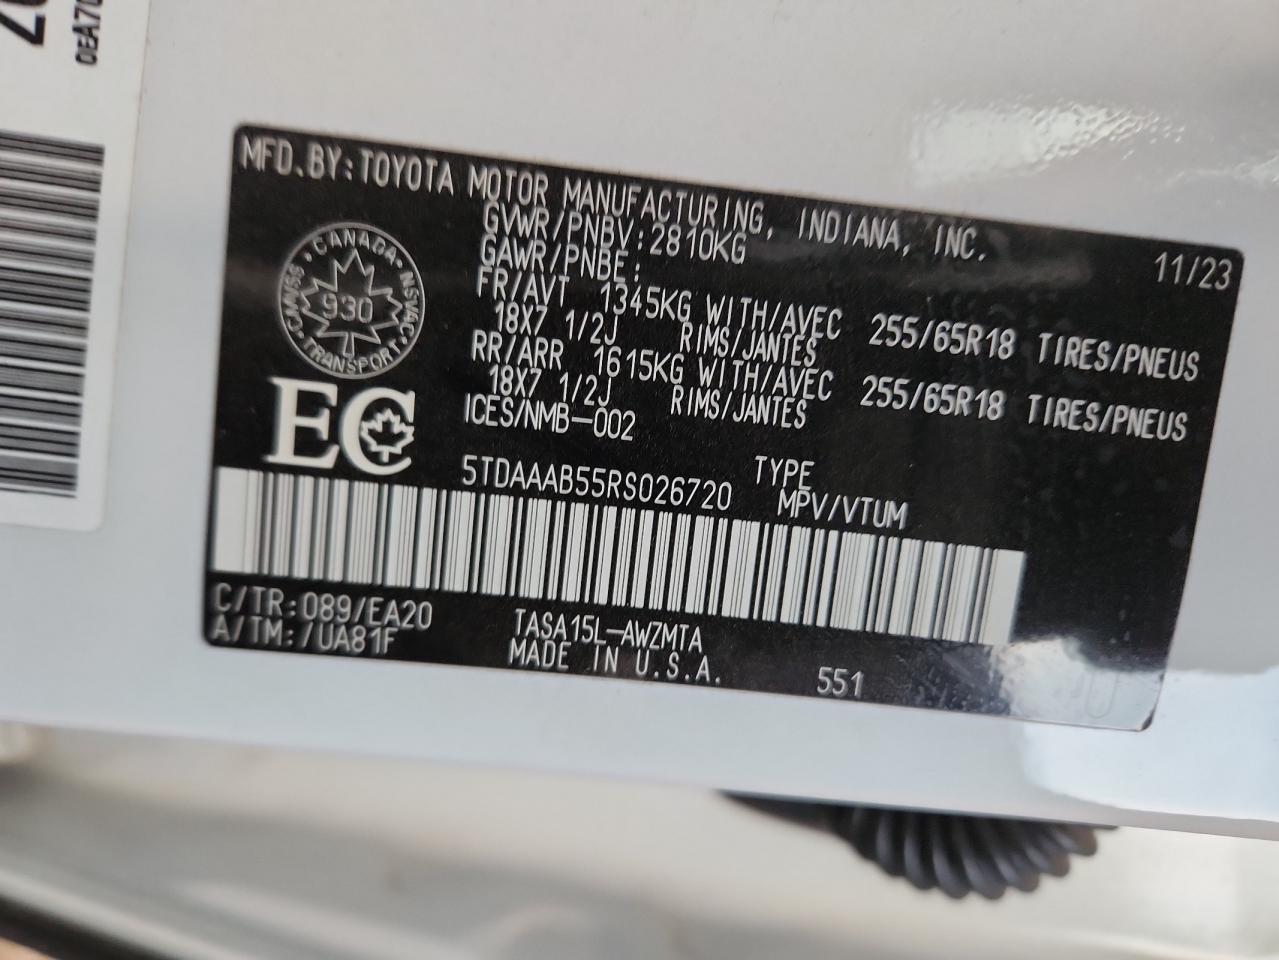 0EA70
MFD.BY:TOYOTA MOTOR MANUFACTURING, INDIANA, INC.
11/23
GVWR/PNBV:2810KG
GAWR/PNBE:
FR/AVT 1345KG WITH/AVEC 255/65R18 TIRES/PNEUS
18X7 1/2J RIMS/JANTES
RR/ARR 1615KG WITH/AVEC 255/65R18 TIRES/PNEUS
18X7 1/2J RIMS/JANTES
ICES/NMB-002
CANADA
930
TRANSPORT
EC
5TDAAAB55RS026720
TYPE
MPV/VTUM
C/TR:089/EA20
A/TM:/UA81F
TASA15L-AWZMTA
MADE IN U.S.A.
551